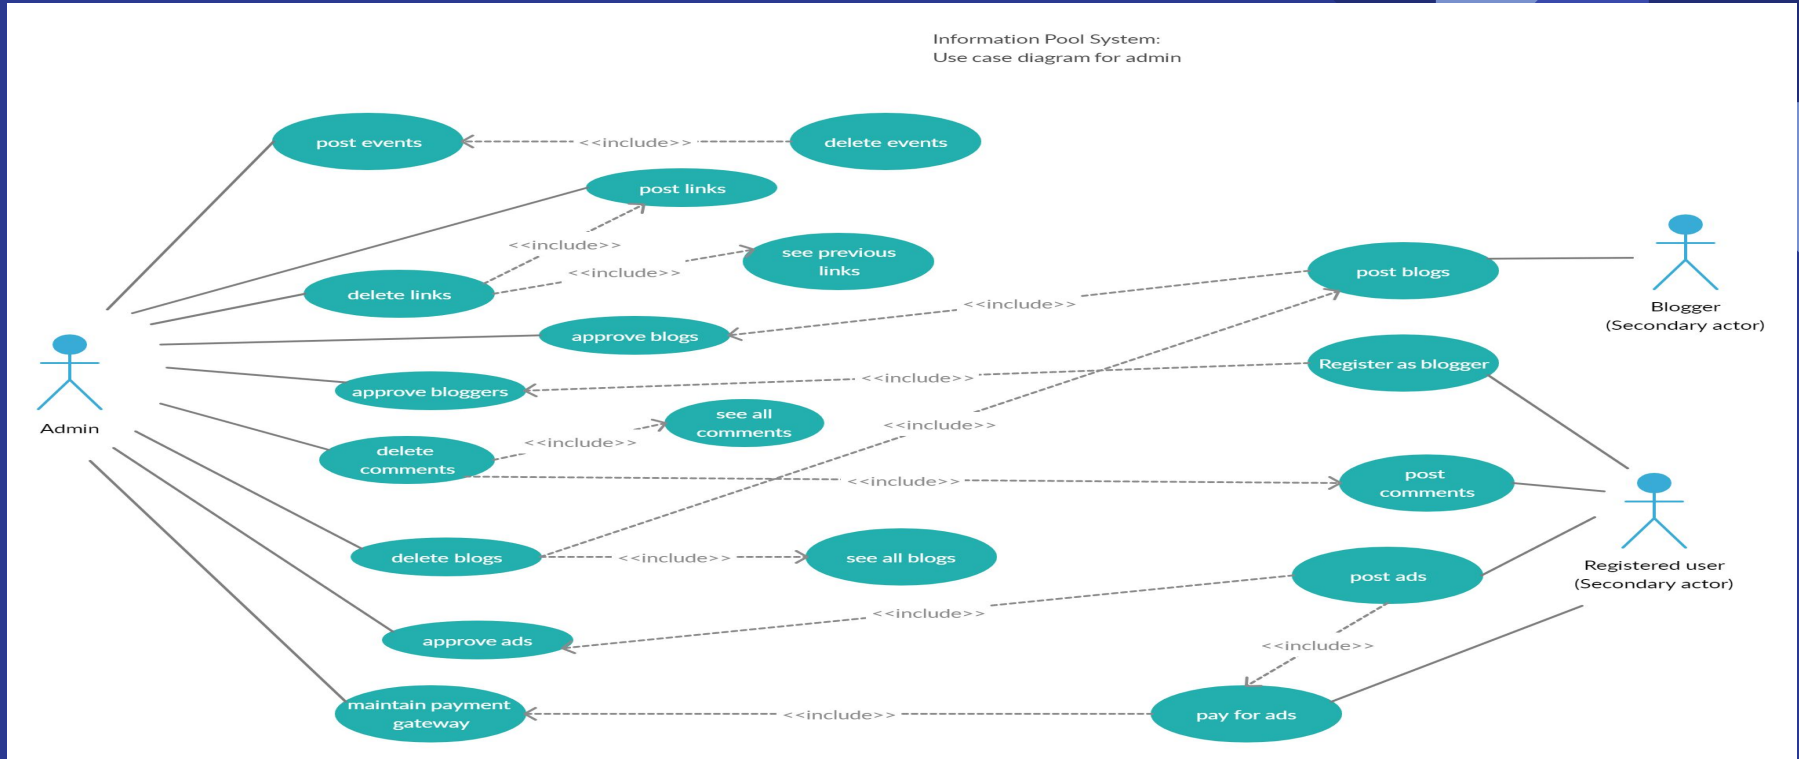 Information Pool System:
Use case diagram for admin
post events
<<include>>
delete events
post links
<<include>>
see previous
links
<<include>>
delete links
post blogs
<<include>>
approve blogs
Blogger
(Secondary actor)
Register as blogger
<<include>>
approve bloggers
Admin
see all
comments
<<include>>
<<include>>
delete
comments
<<include>>
post
comments
delete blogs
<<include>>
see all blogs
Registered user
(Secondary actor)
post ads
<<include>>
approve ads
<<include>>
maintain payment
gateway
<<include>>
pay for ads